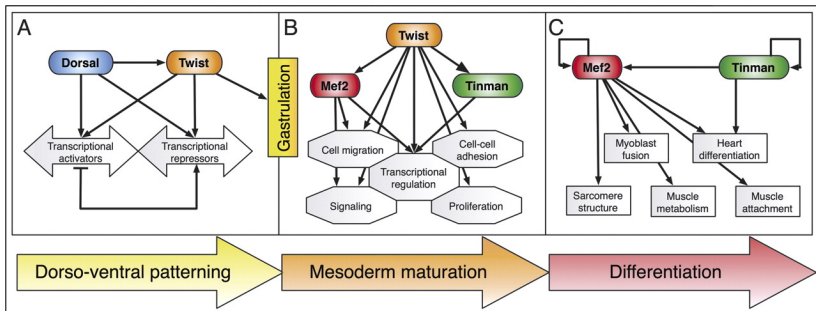 A
Dorsal
Twist
Transcriptional
activators
Transcriptional
repressors
Gastrulation
B
Twist
Mef2
Tinman
Cell migration
Cell-cell
adhesion
Transcriptional
regulation
Signaling
Proliferation
C
Mef2
Tinman
Myoblast
fusion
Heart
differentiation
Sarcomere
structure
Muscle
metabolism
Muscle
attachment
Dorso-ventral patterning
Mesoderm maturation
Differentiation